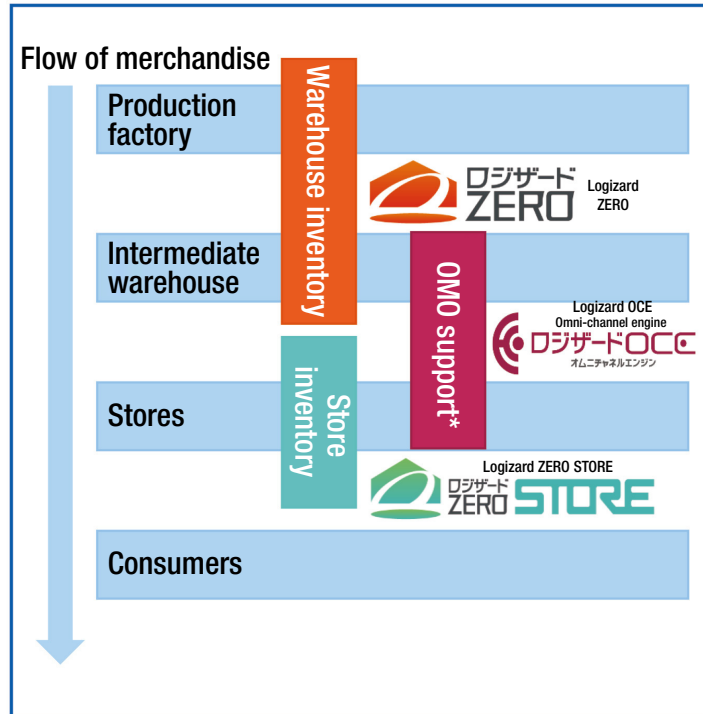 Flow of merchandise
Production
factory
Warehouse inventory
ロジザード
ZERO
Logizard
ZERO
Intermediate
warehouse
OMO support*
Logizard OCE
Omni-channel engine
ロジザードOCE
オムニチャネルエンジン
Stores
Store
inventory
Logizard ZERO STORE
ロジザード
ZERO STORE
Consumers